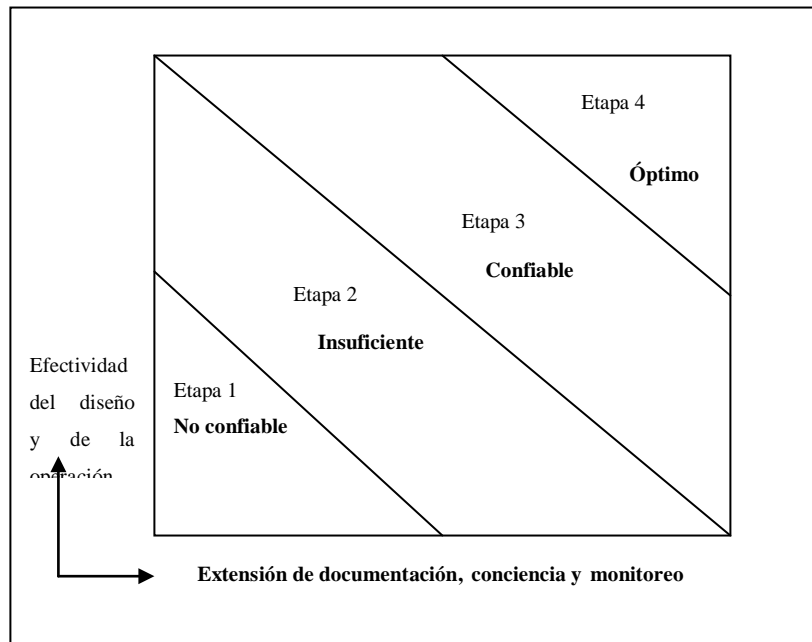 Etapa 4
Óptimo
Etapa 3
Confiable
Etapa 2
Insuficiente
Etapa 1
No confiable
Efectividad
del diseño
y de la
operación
Extensión de documentación, conciencia y monitoreo